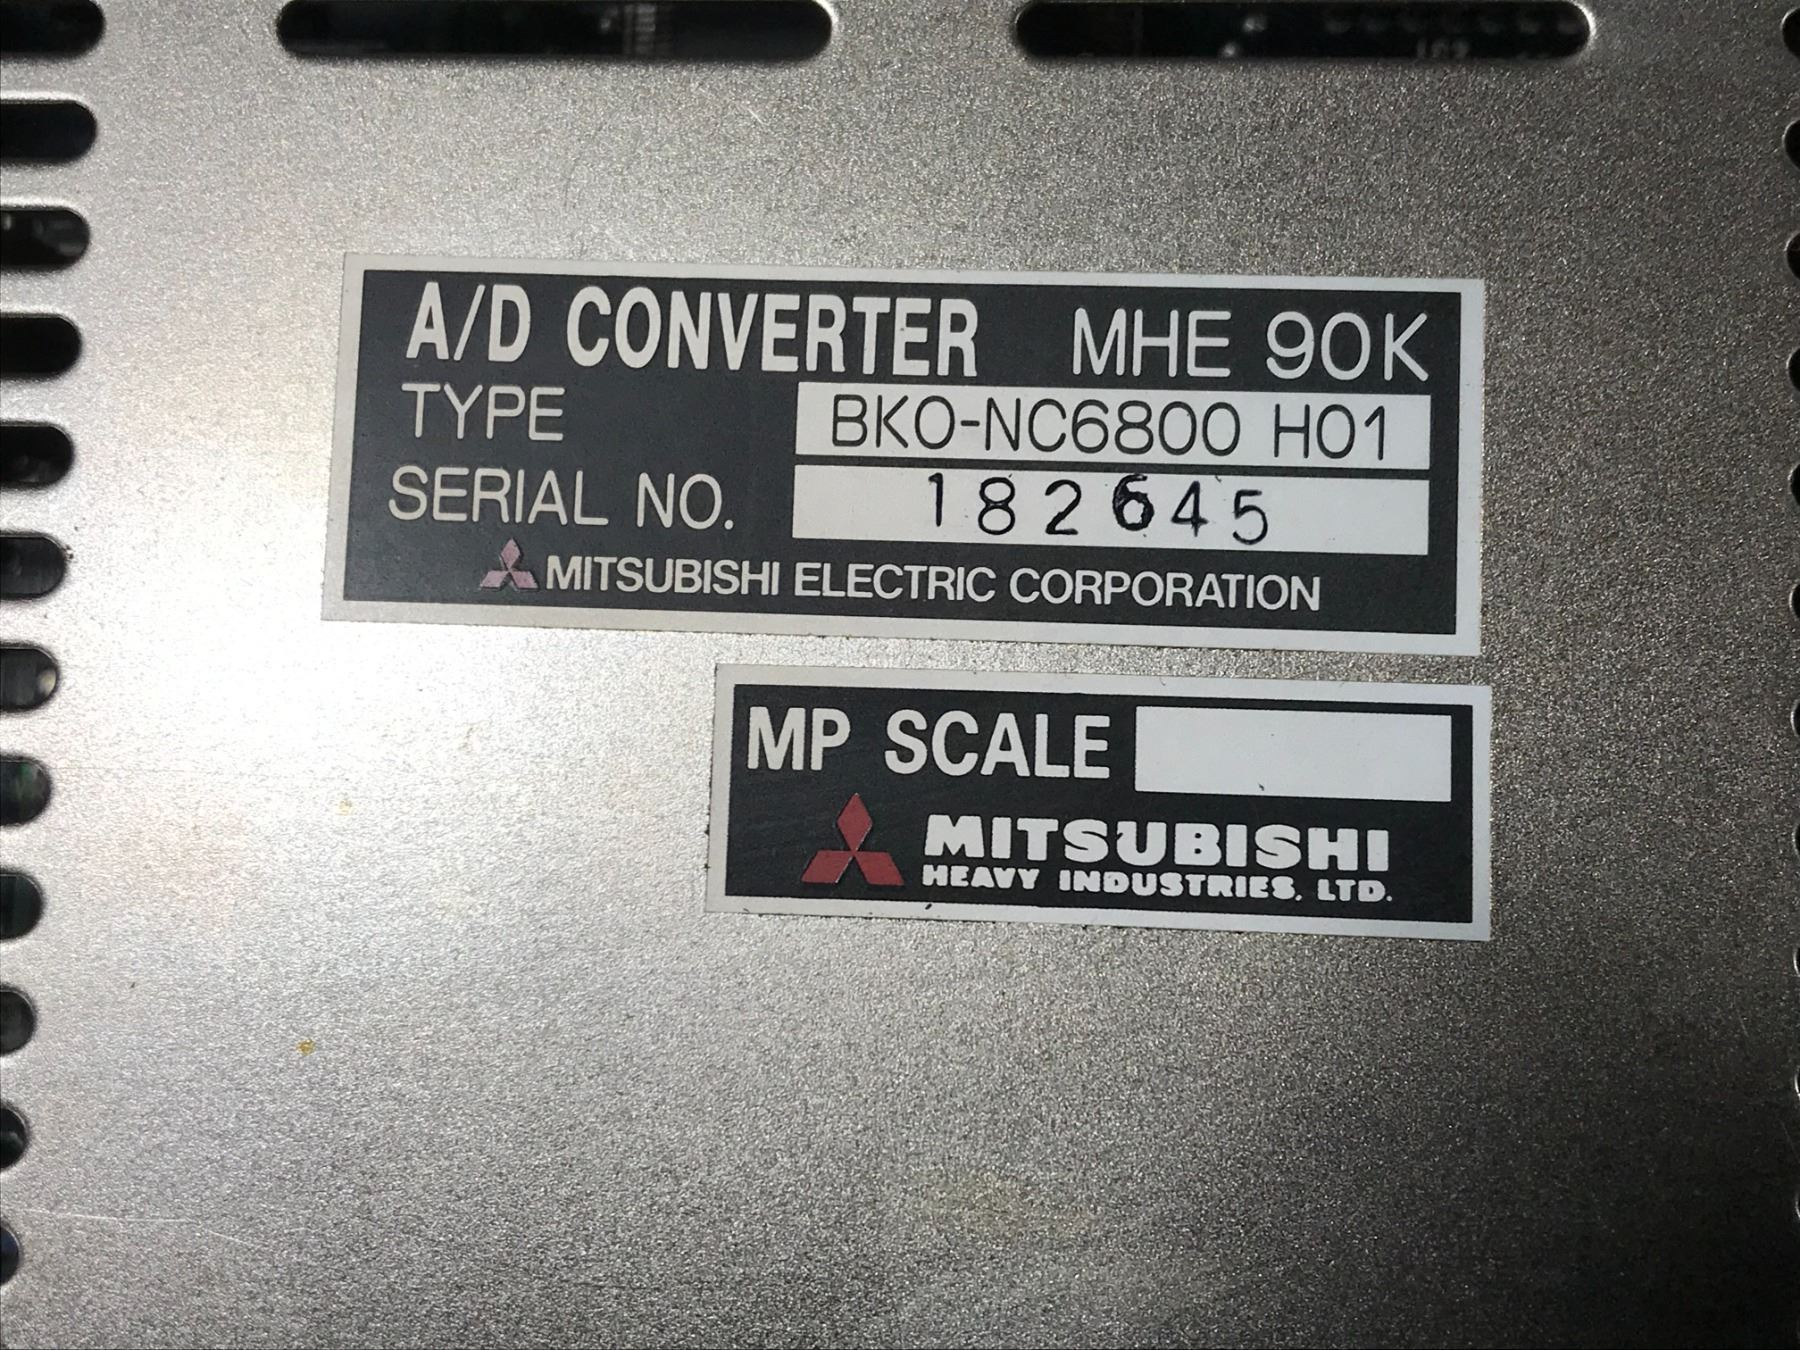 A/D CONVERTER MHE 90K
TYPE BKO-NC6800 H01
SERIAL NO. 182645
MITSUBISHI ELECTRIC CORPORATION
MP SCALE
MITSUBISHI
HEAVY INDUSTRIES, LTD.